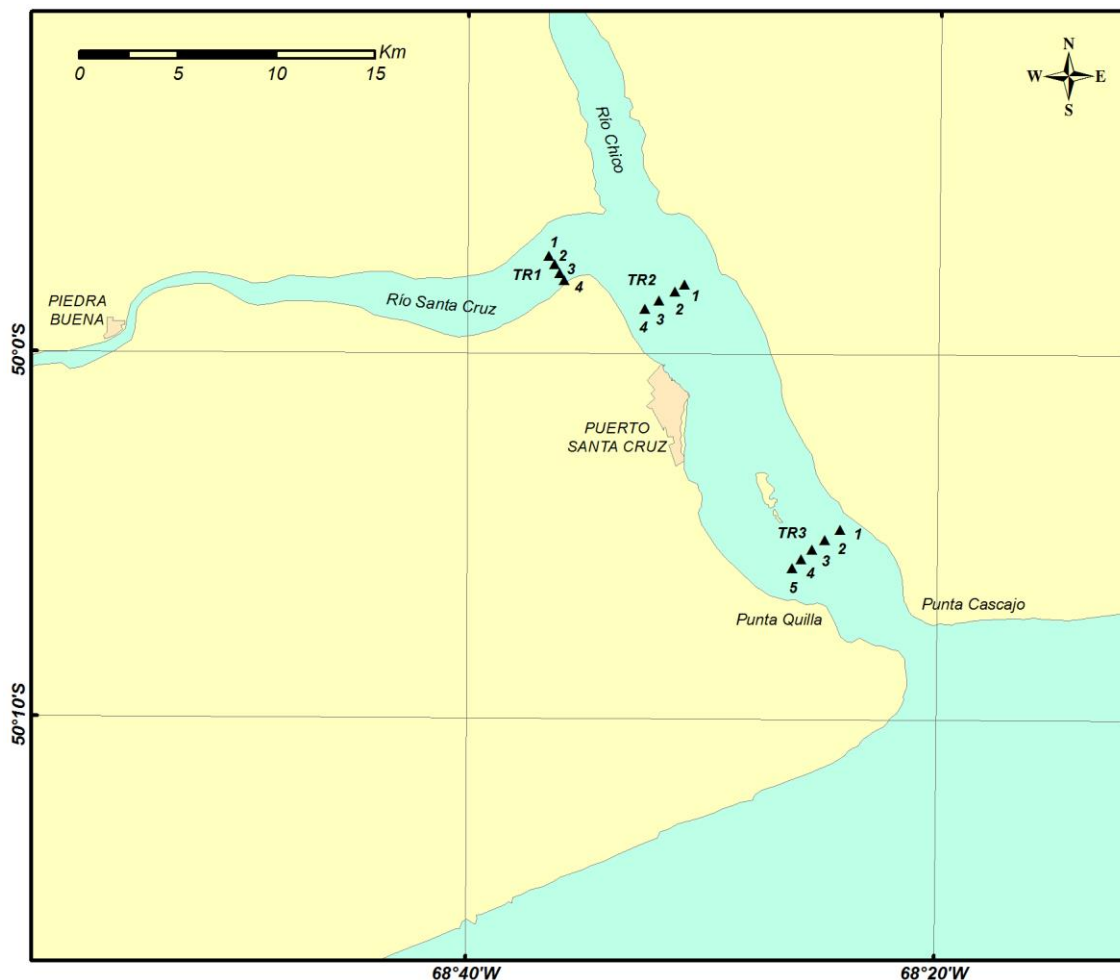 Km
0 5 10 15
N
W E
S
Río Chico
1
2
TR1 3
4
TR2
1
2
3
4
Río Santa Cruz
PIEDRA
BUENA
50°0'S
PUERTO
SANTA CRUZ
TR3
1
2
3
4
5
Punta Cascajo
Punta Quilla
50°10'S
68°40'W 68°20'W